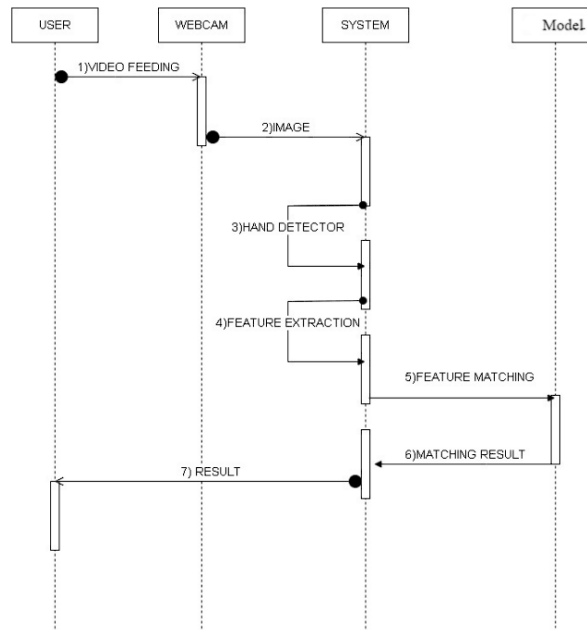 USER
WEBCAM
SYSTEM
Model
1)VIDEO FEEDING
2)IMAGE
3)HAND DETECTOR
4)FEATURE EXTRACTION
5)FEATURE MATCHING
6)MATCHING RESULT
7) RESULT